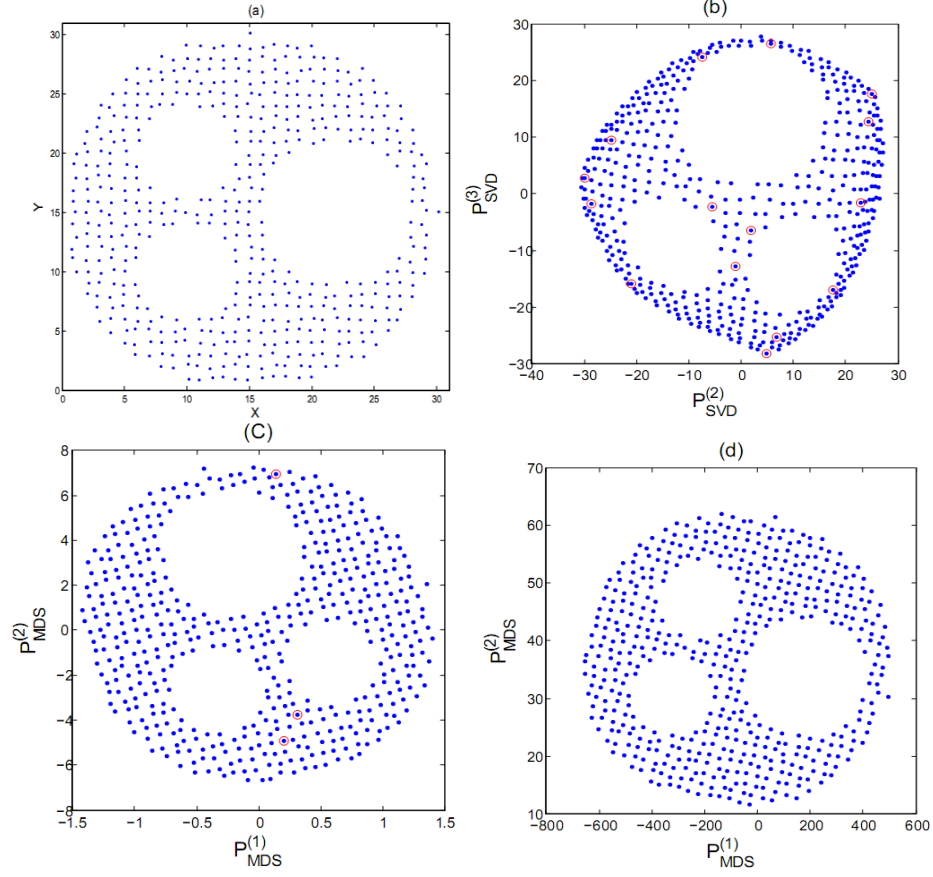 (a)
30
25
20
15
10
5
0
Y
0 5 10 15 20 25 30
X
(b)
30
20
10
0
−10
−20
−30
P(3)SVD
−40 −30 −20 −10 0 10 20 30
P(2)SVD
(C)
8
6
4
2
0
−2
−4
−6
−8
P(2)MDS
−1.5 −1 −0.5 0 0.5 1 1.5
P(1)MDS
(d)
70
60
50
40
30
20
10
P(2)MDS
−800 −600 −400 −200 0 200 400 600
P(1)MDS